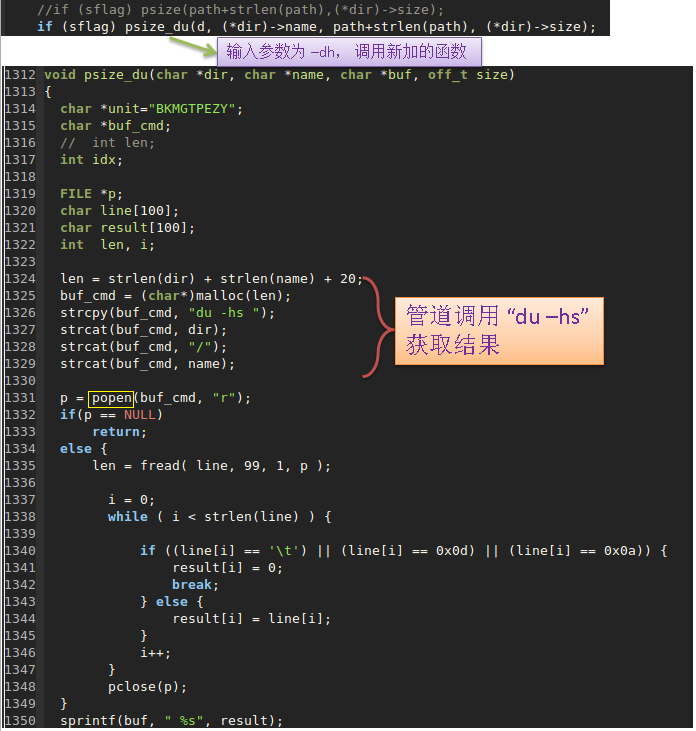 //if (sflag) psize(path+strlen(path),(*dir)->size);
if (sflag) psize_du(d, (*dir)->name, path+strlen(path), (*dir)->size);
输入参数为 –dh， 调用新加的函数
1312 void psize_du(char *dir, char *name, char *buf, off_t size)
1313 {
1314   char *unit="BKMGTPEZY";
1315   char *buf_cmd;
1316   //  int len;
1317   int idx;
1318
1319   FILE *p;
1320   char line[100];
1321   char result[100];
1322   int  len, i;
1323
1324   len = strlen(dir) + strlen(name) + 20;
1325   buf_cmd = (char*)malloc(len);
1326   strcpy(buf_cmd, "du -hs ");
1327   strcat(buf_cmd, dir);
1328   strcat(buf_cmd, "/");
1329   strcat(buf_cmd, name);
管道调用 “du –hs”
获取结果
1330
1331   p = popen(buf_cmd, "r");
1332   if(p == NULL)
1333       return;
1334   else {
1335       len = fread( line, 99, 1, p );
1336
1337         i = 0;
1338         while ( i < strlen(line) ) {
1339
1340             if ((line[i] == '\t') || (line[i] == 0x0d) || (line[i] == 0x0a)) {
1341                 result[i] = 0;
1342                 break;
1343             } else {
1344                 result[i] = line[i];
1345             }
1346             i++;
1347         }
1348         pclose(p);
1349   }
1350   sprintf(buf, " %s", result);